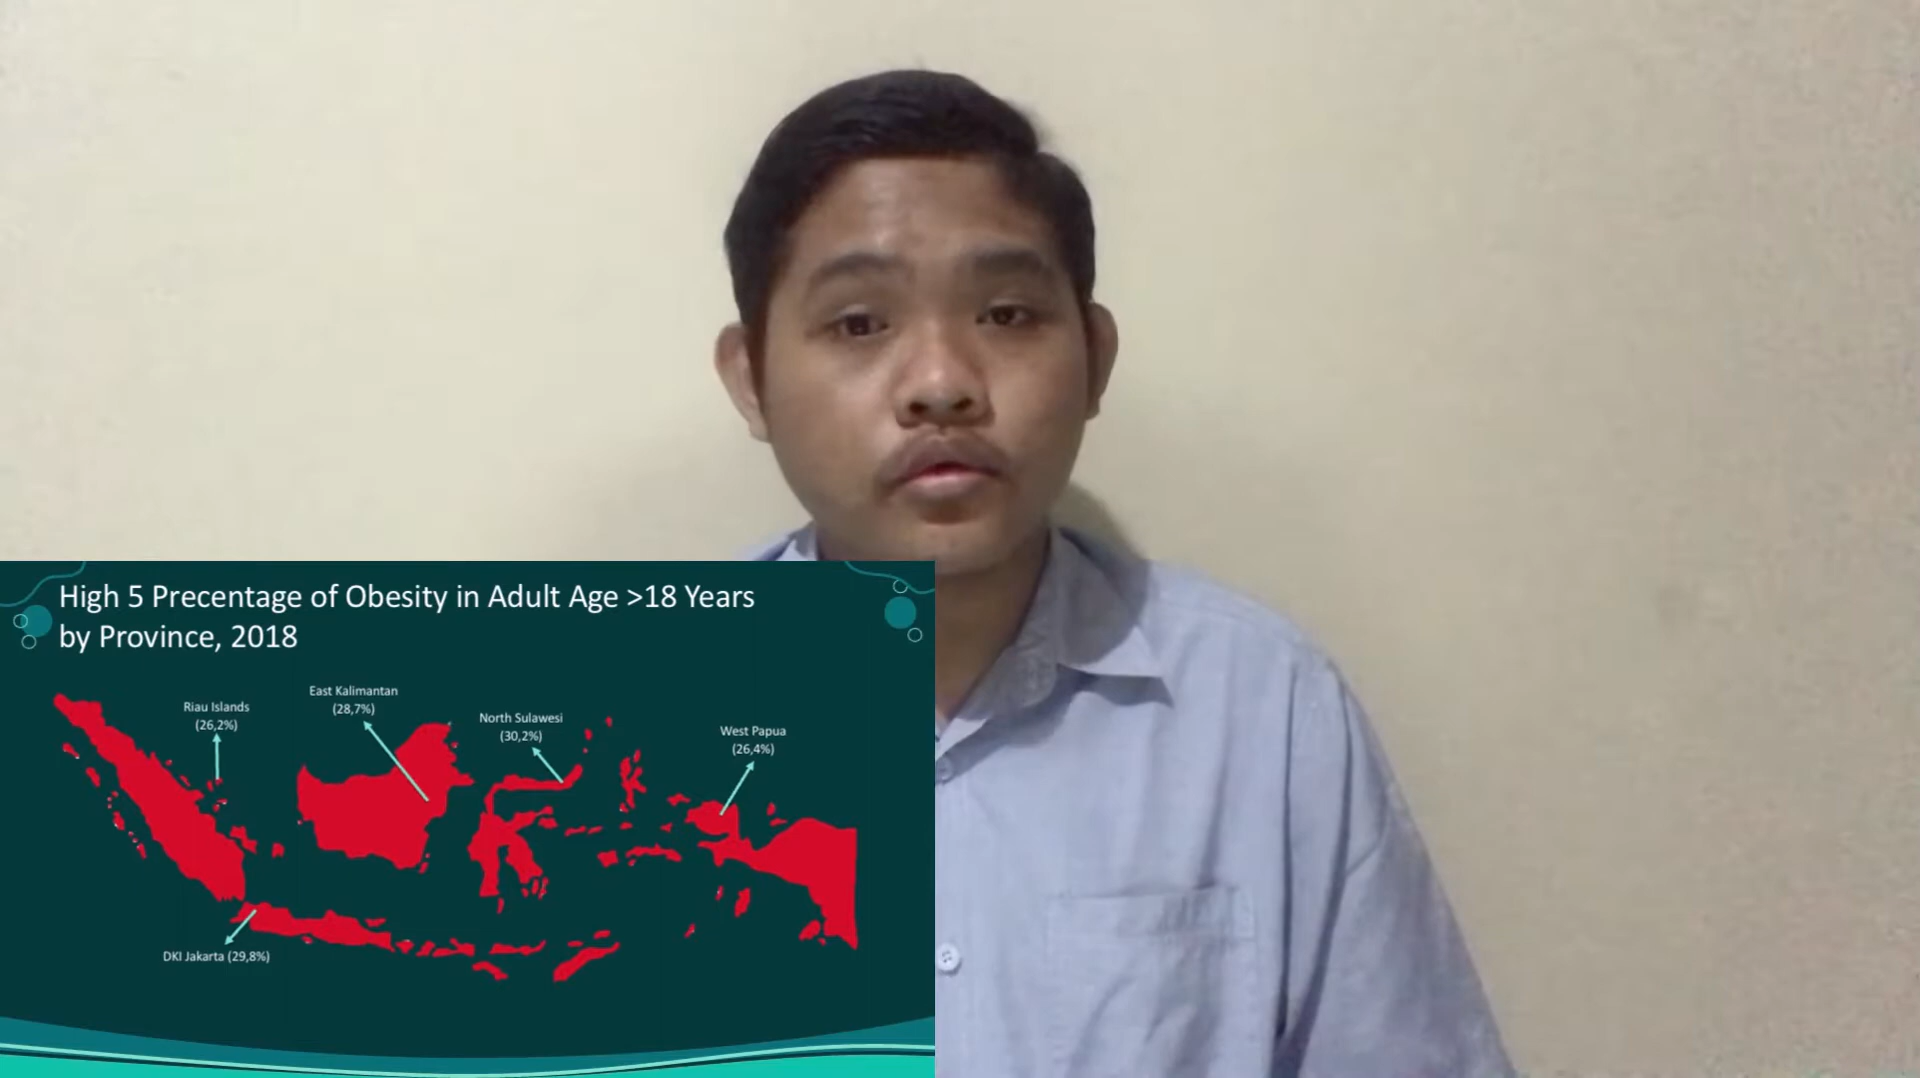 High 5 Precentage of Obesity in Adult Age >18 Years
by Province, 2018
East Kalimantan
(28,7%)
Riau Islands
(26,2%)
North Sulawesi
(30,2%)
West Papua
(26,4%)
DKI Jakarta (29,8%)